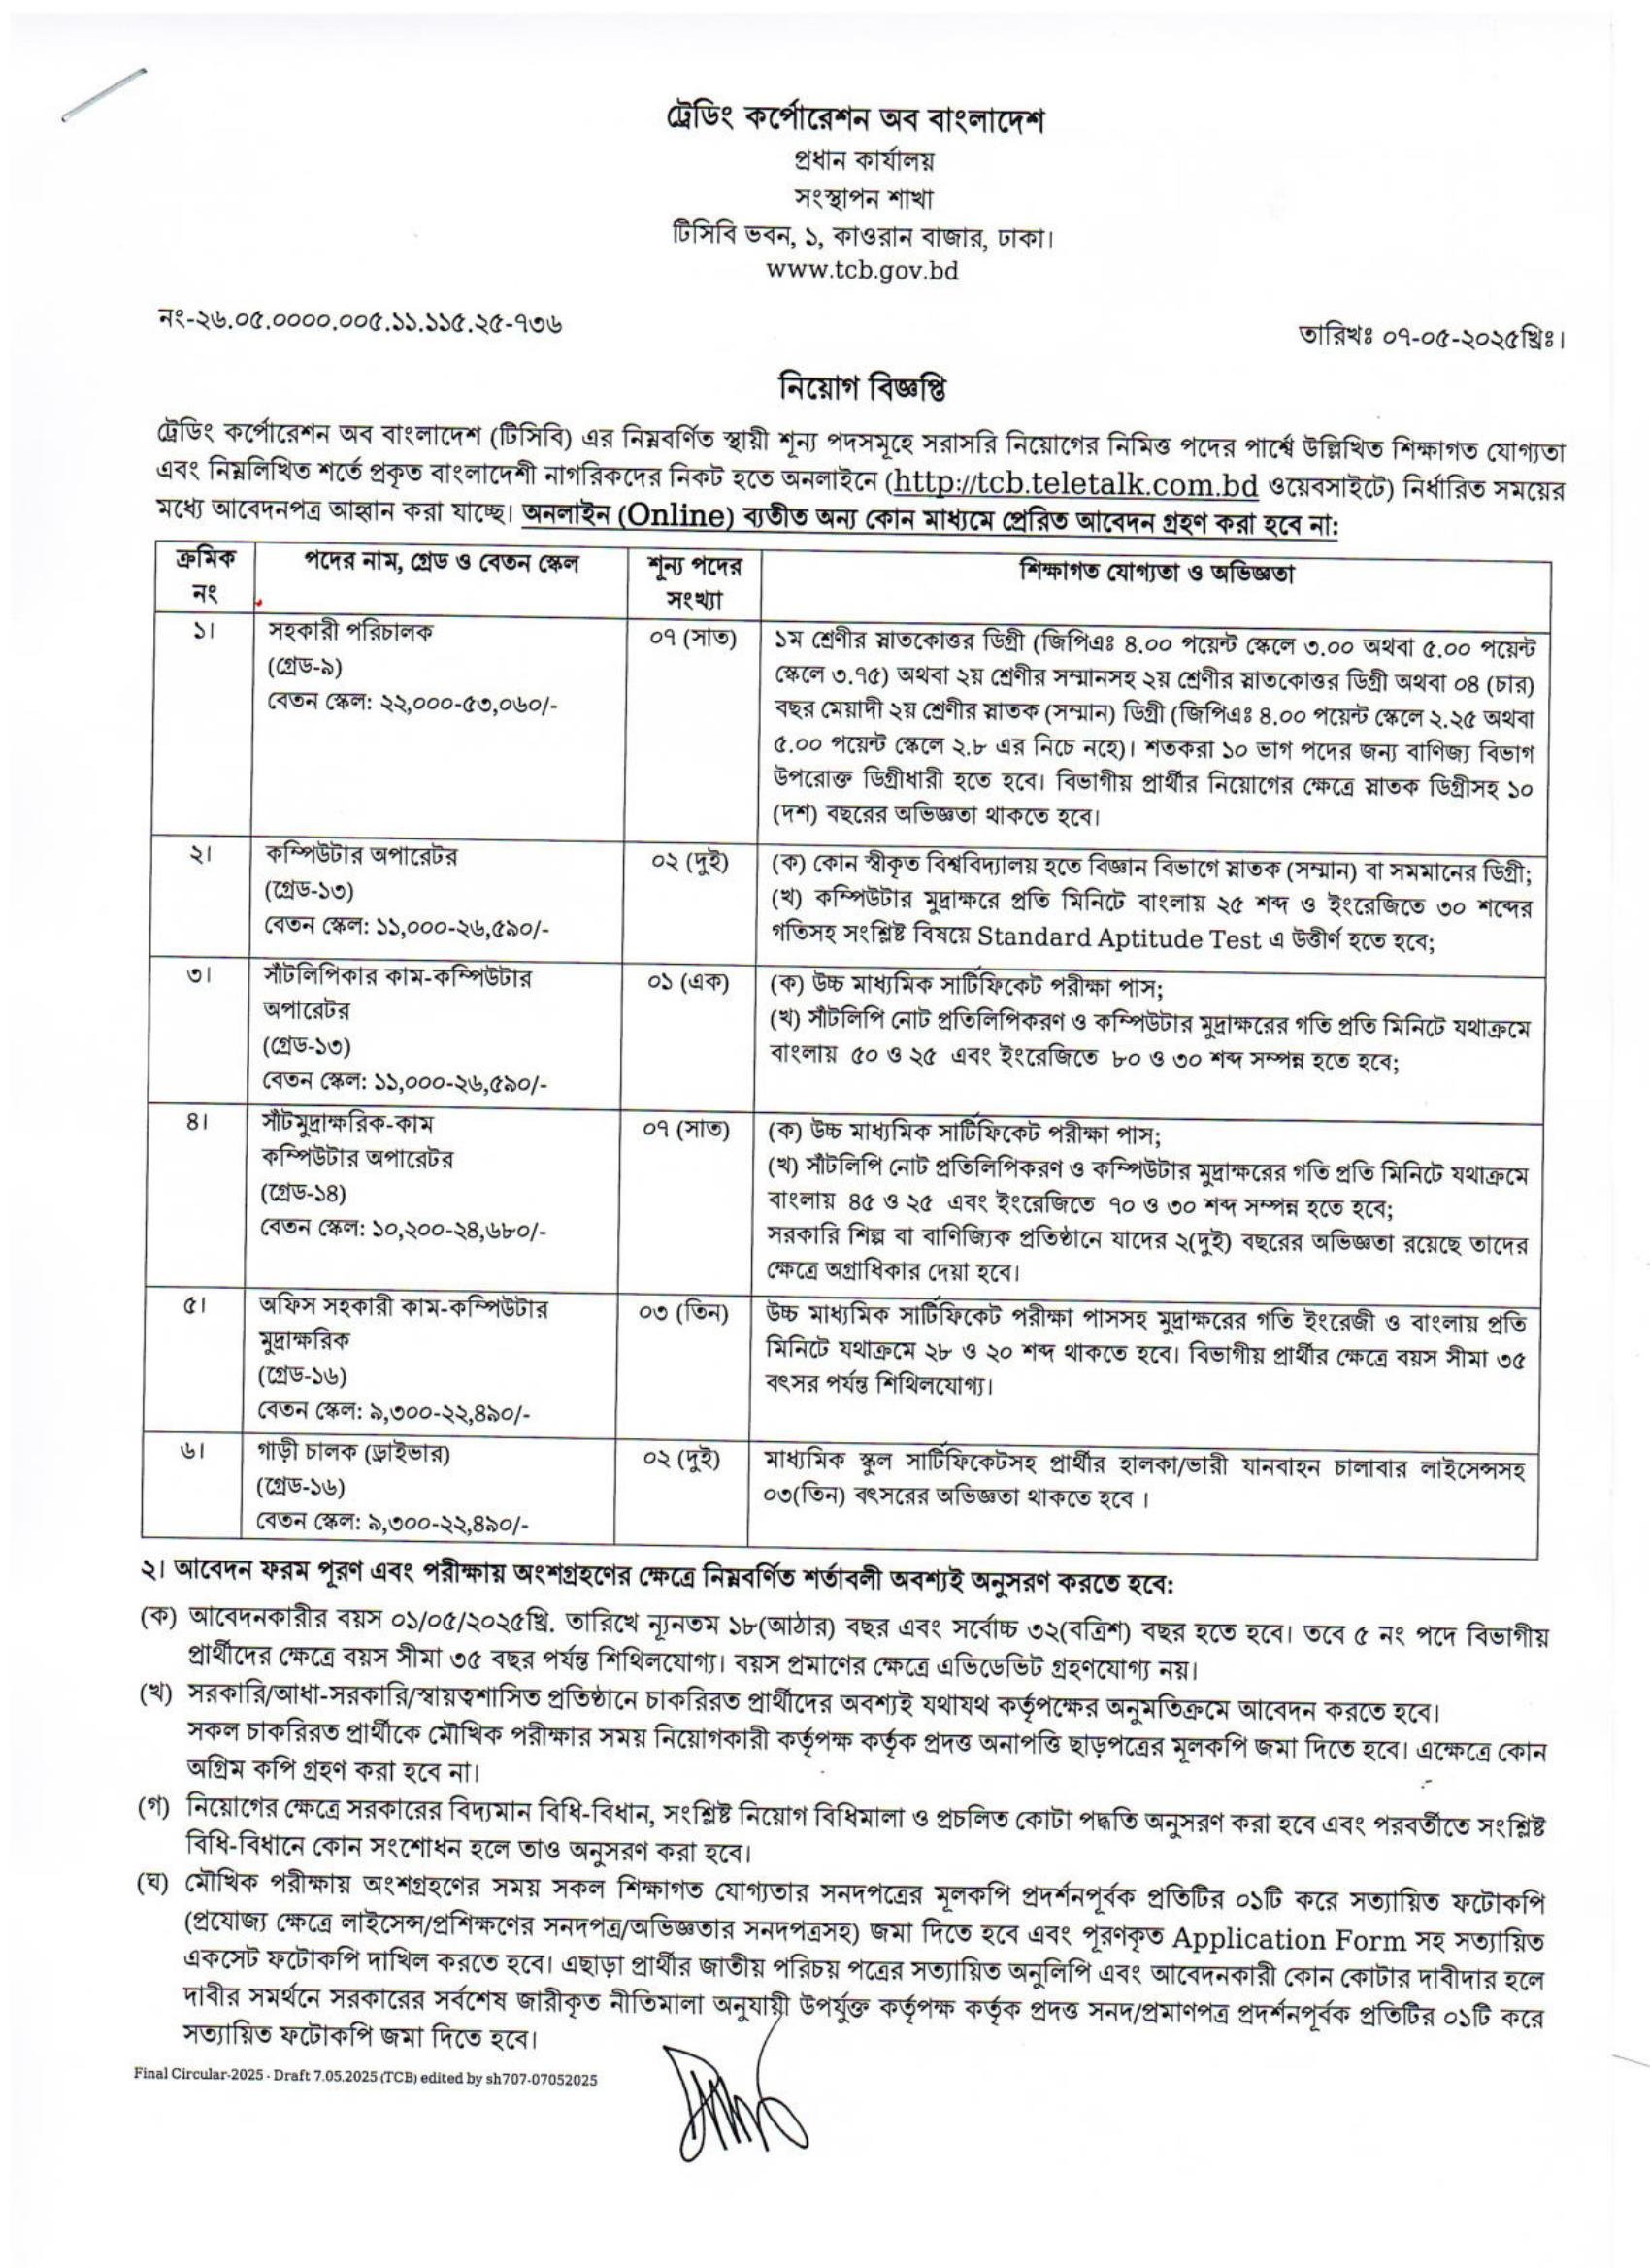 ট্রেডিং কর্পোরেশন অব বাংলাদেশ
প্রধান কার্যালয়
সংস্থাপন শাখা
টিসিবি ভবন, ১, কাওরান বাজার, ঢাকা।
www.tcb.gov.bd
নং-২৬.০৫.০০০০.০০৫.১১.১১৫.২৫-৭৩৬
তারিখঃ ০৭-০৫-২০২৫খ্রিঃ।
নিয়োগ বিজ্ঞপ্তি
ট্রেডিং কর্পোরেশন অব বাংলাদেশ (টিসিবি) এর নিম্নবর্ণিত স্থায়ী শূন্য পদসমূহে সরাসরি নিয়োগের নিমিত্ত পদের পার্শ্বে উল্লিখিত শিক্ষাগত যোগ্যতা
এবং নিম্নলিখিত শর্তে প্রকৃত বাংলাদেশী নাগরিকদের নিকট হতে অনলাইনে (http://tcb.teletalk.com.bd ওয়েবসাইটে) নির্ধারিত সময়ের
মধ্যে আবেদনপত্র আহ্বান করা যাচ্ছে। অনলাইন (Online) ব্যতীত অন্য কোন মাধ্যমে প্রেরিত আবেদন গ্রহণ করা হবে না:
ক্রমিক
নং
পদের নাম, গ্রেড ও বেতন স্কেল
শূন্য পদের
সংখ্যা
শিক্ষাগত যোগ্যতা ও অভিজ্ঞতা
১।
সহকারী পরিচালক
(গ্রেড-৯)
বেতন স্কেল: ২২,০০০-৫৩,০৬০/-
০৭ (সাত)
১ম শ্রেণীর স্নাতকোত্তর ডিগ্রী (জিপিএঃ ৪.০০ পয়েন্ট স্কেলে ৩.০০ অথবা ৫.০০ পয়েন্ট
স্কেলে ৩.৭৫) অথবা ২য় শ্রেণীর সম্মানসহ ২য় শ্রেণীর স্নাতকোত্তর ডিগ্রী অথবা ০৪ (চার)
বছর মেয়াদী ২য় শ্রেণীর স্নাতক (সম্মান) ডিগ্রী (জিপিএঃ ৪.০০ পয়েন্ট স্কেলে ২.২৫ অথবা
৫.০০ পয়েন্ট স্কেলে ২.৮ এর নিচে নহে)। শতকরা ১০ ভাগ পদের জন্য বাণিজ্য বিভাগ
উপরোক্ত ডিগ্রীধারী হতে হবে। বিভাগীয় প্রার্থীর নিয়োগের ক্ষেত্রে স্নাতক ডিগ্রীসহ ১০
(দশ) বছরের অভিজ্ঞতা থাকতে হবে।
২।
কম্পিউটার অপারেটর
(গ্রেড-১৩)
বেতন স্কেল: ১১,০০০-২৬,৫৯০/-
০২ (দুই)
(ক) কোন স্বীকৃত বিশ্ববিদ্যালয় হতে বিজ্ঞান বিভাগে স্নাতক (সম্মান) বা সমমানের ডিগ্রী;
(খ) কম্পিউটার মুদ্রাক্ষরে প্রতি মিনিটে বাংলায় ২৫ শব্দ ও ইংরেজিতে ৩০ শব্দের
গতিসহ সংশ্লিষ্ট বিষয়ে Standard Aptitude Test এ উত্তীর্ণ হতে হবে;
৩।
সাঁটলিপিকার কাম-কম্পিউটার
অপারেটর
(গ্রেড-১৩)
বেতন স্কেল: ১১,০০০-২৬,৫৯০/-
০১ (এক)
(ক) উচ্চ মাধ্যমিক সার্টিফিকেট পরীক্ষা পাস;
(খ) সাঁটলিপি নোট প্রতিলিপিকরণ ও কম্পিউটার মুদ্রাক্ষরের গতি প্রতি মিনিটে যথাক্রমে
বাংলায় ৫০ ও ২৫ এবং ইংরেজিতে ৮০ ও ৩০ শব্দ সম্পন্ন হতে হবে;
৪।
সাঁটমুদ্রাক্ষরিক-কাম
কম্পিউটার অপারেটর
(গ্রেড-১৪)
বেতন স্কেল: ১০,২০০-২৪,৬৮০/-
০৭ (সাত)
(ক) উচ্চ মাধ্যমিক সার্টিফিকেট পরীক্ষা পাস;
(খ) সাঁটলিপি নোট প্রতিলিপিকরণ ও কম্পিউটার মুদ্রাক্ষরের গতি প্রতি মিনিটে যথাক্রমে
বাংলায় ৪৫ ও ২৫ এবং ইংরেজিতে ৭০ ও ৩০ শব্দ সম্পন্ন হতে হবে;
সরকারি শিল্প বা বাণিজ্যিক প্রতিষ্ঠানে যাদের ২(দুই) বছরের অভিজ্ঞতা রয়েছে তাদের
ক্ষেত্রে অগ্রাধিকার দেয়া হবে।
৫।
অফিস সহকারী কাম-কম্পিউটার
মুদ্রাক্ষরিক
(গ্রেড-১৬)
বেতন স্কেল: ৯,৩০০-২২,৪৯০/-
০৩ (তিন)
উচ্চ মাধ্যমিক সার্টিফিকেট পরীক্ষা পাসসহ মুদ্রাক্ষরের গতি ইংরেজী ও বাংলায় প্রতি
মিনিটে যথাক্রমে ২৮ ও ২০ শব্দ থাকতে হবে। বিভাগীয় প্রার্থীর ক্ষেত্রে বয়স সীমা ৩৫
বৎসর পর্যন্ত শিথিলযোগ্য।
৬।
গাড়ী চালক (ড্রাইভার)
(গ্রেড-১৬)
বেতন স্কেল: ৯,৩০০-২২,৪৯০/-
০২ (দুই)
মাধ্যমিক স্কুল সার্টিফিকেটসহ প্রার্থীর হালকা/ভারী যানবাহন চালাবার লাইসেন্সসহ
০৩(তিন) বৎসরের অভিজ্ঞতা থাকতে হবে ।
২। আবেদন ফরম পূরণ এবং পরীক্ষায় অংশগ্রহণের ক্ষেত্রে নিম্নবর্ণিত শর্তাবলী অবশ্যই অনুসরণ করতে হবে:
(ক) আবেদনকারীর বয়স ০১/০৫/২০২৫খ্রি. তারিখে ন্যূনতম ১৮(আঠার) বছর এবং সর্বোচ্চ ৩২(বত্রিশ) বছর হতে হবে। তবে ৫ নং পদে বিভাগীয়
প্রার্থীদের ক্ষেত্রে বয়স সীমা ৩৫ বছর পর্যন্ত শিথিলযোগ্য। বয়স প্রমাণের ক্ষেত্রে এভিডেভিট গ্রহণযোগ্য নয়।
(খ) সরকারি/আধা-সরকারি/স্বায়ত্বশাসিত প্রতিষ্ঠানে চাকরিরত প্রার্থীদের অবশ্যই যথাযথ কর্তৃপক্ষের অনুমতিক্রমে আবেদন করতে হবে।
সকল চাকরিরত প্রার্থীকে মৌখিক পরীক্ষার সময় নিয়োগকারী কর্তৃপক্ষ কর্তৃক প্রদত্ত অনাপত্তি ছাড়পত্রের মূলকপি জমা দিতে হবে। এক্ষেত্রে কোন
অগ্রিম কপি গ্রহণ করা হবে না।
(গ) নিয়োগের ক্ষেত্রে সরকারের বিদ্যমান বিধি-বিধান, সংশ্লিষ্ট নিয়োগ বিধিমালা ও প্রচলিত কোটা পদ্ধতি অনুসরণ করা হবে এবং পরবর্তীতে সংশ্লিষ্ট
বিধি-বিধানে কোন সংশোধন হলে তাও অনুসরণ করা হবে।
(ঘ) মৌখিক পরীক্ষায় অংশগ্রহণের সময় সকল শিক্ষাগত যোগ্যতার সনদপত্রের মূলকপি প্রদর্শনপূর্বক প্রতিটির ০১টি করে সত্যায়িত ফটোকপি
(প্রযোজ্য ক্ষেত্রে লাইসেন্স/প্রশিক্ষণের সনদপত্র/অভিজ্ঞতার সনদপত্রসহ) জমা দিতে হবে এবং পূরণকৃত Application Form সহ সত্যায়িত
একসেট ফটোকপি দাখিল করতে হবে। এছাড়া প্রার্থীর জাতীয় পরিচয় পত্রের সত্যায়িত অনুলিপি এবং আবেদনকারী কোন কোটার দাবীদার হলে
দাবীর সমর্থনে সরকারের সর্বশেষ জারীকৃত নীতিমালা অনুযায়ী উপর্যুক্ত কর্তৃপক্ষ কর্তৃক প্রদত্ত সনদ/প্রমাণপত্র প্রদর্শনপূর্বক প্রতিটির ০১টি করে
সত্যায়িত ফটোকপি জমা দিতে হবে।
Final Circular-2025 - Draft 7.05.2025 (TCB) edited by sh707-07052025